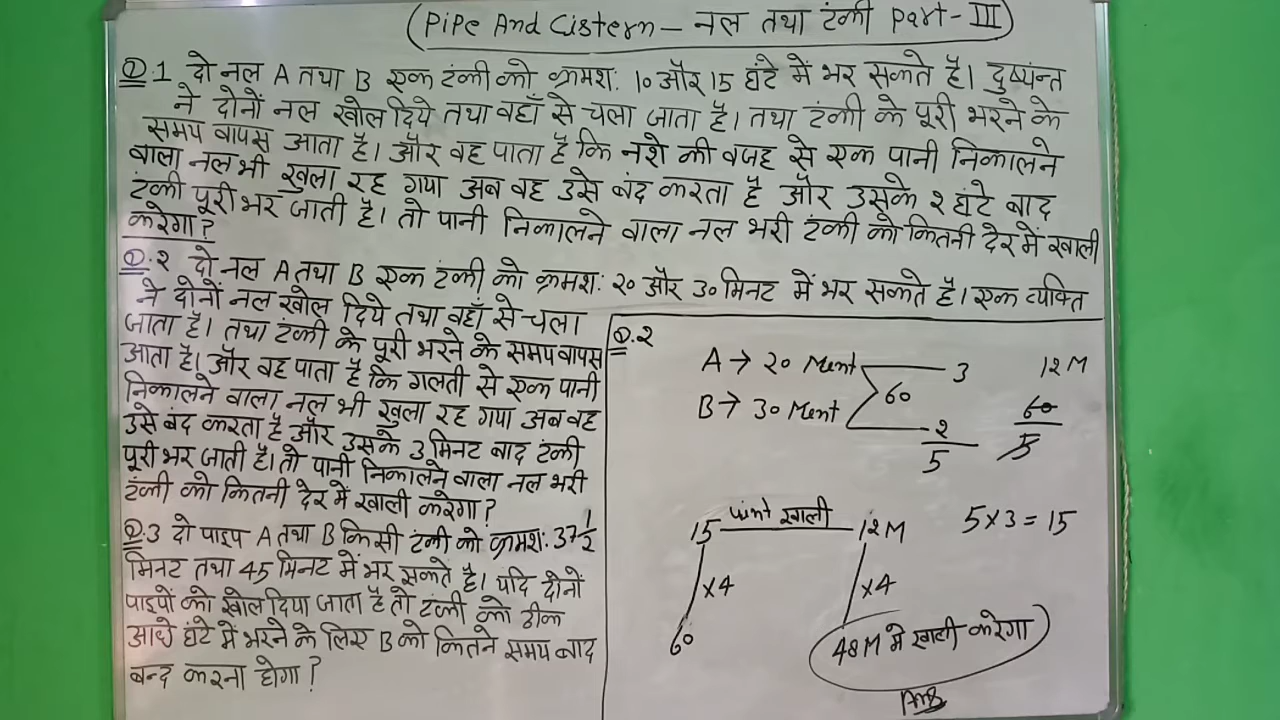 (Pipe And Cistern - नल तथा टंकी Part-III)
Q.1 दो नल A तथा B एक टंकी को क्रमश: 10 और 15 घंटे में भर सकते है। दुष्यंत
ने दोनों नल खोल दिये तथा वहाँ से चला जाता है। तथा टंकी के पूरी भरने के
समय वापस आता है। और वह पाता है कि नशे की वजह से एक पानी निकालने
वाला नल भी खुला रह गया अब वह उसे बंद करता है और उसके 2 घंटे बाद
टंकी पूरी भर जाती है। तो पानी निकालने वाला नल भरी टंकी को कितनी देर में खाली
करेगा?
Q.2 दो नल A तथा B एक टंकी को क्रमश: 20 और 30 मिनट में भर सकते है। एक व्यक्ति
ने दोनों नल खोल दिये तथा वहाँ से चला
जाता है। तथा टंकी के पूरी भरने के समय वापस
आता है। और वह पाता है कि गलती से एक पानी
निकालने वाला नल भी खुला रह गया अब वह
उसे बंद करता है और उसके 3 मिनट बाद टंकी
पूरी भर जाती है। तो पानी निकालने वाला नल भरी
टंकी को कितनी देर में खाली करेगा?
Q.3 दो पाइप A तथा B किसी टंकी को क्रमश: 37 1/2
मिनट तथा 45 मिनट में भर सकते है। यदि दोनों
पाइपों को खोल दिया जाता है तो टंकी को ठीक
आधे घंटे में भरने के लिए B को कितने समय बाद
बन्द करना होगा?
Q.2
A → 20 Ment 3 12M
60
B → 30 Ment 2 60
5 5
15 unit खाली 12M 5×3=15
×4 ×4
60 48M मे खाली करेगा
Ans